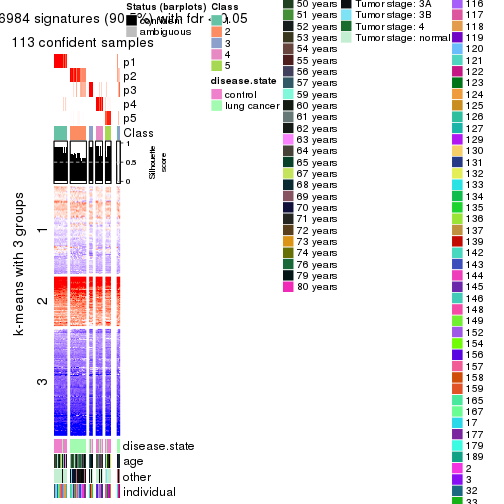 6984 signatures (90.5%) with fdr < 0.05
113 confident samples
p1
p2
p3
p4
p5
Class
1
0.5
0
Silhouette
score
k-means with 3 groups
1
2
3
disease.state
age
other
individual
Status (barplots)
confident
ambiguous
Class
1
2
3
4
5
disease.state
control
lung cancer
50 years
51 years
52 years
53 years
54 years
55 years
56 years
57 years
59 years
60 years
61 years
62 years
63 years
64 years
65 years
67 years
68 years
69 years
70 years
71 years
72 years
73 years
74 years
76 years
79 years
80 years
Tumor stage: 3A
Tumor stage: 3B
Tumor stage: 4
Tumor stage: normal
116
117
118
119
120
121
122
123
124
125
126
127
129
130
131
132
133
134
135
136
137
139
142
143
144
145
146
148
149
152
154
156
157
158
159
165
167
17
177
179
189
2
3
32
33